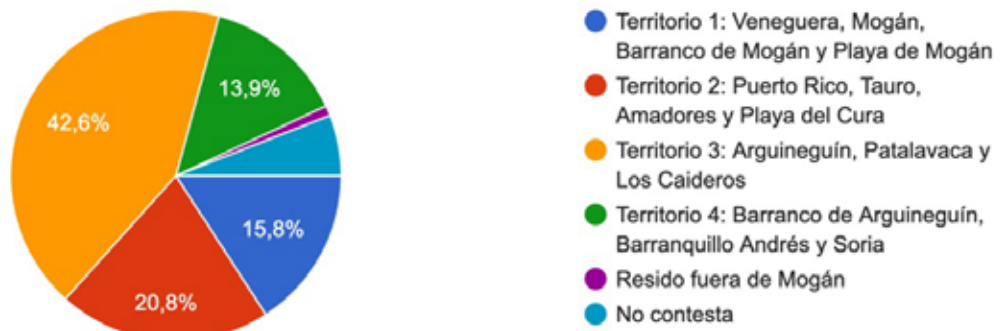 42,6%
13,9%
15,8%
20,8%
Territorio 1: Veneguera, Mogán,
Barranco de Mogán y Playa de Mogán
Territorio 2: Puerto Rico, Tauro,
Amadores y Playa del Cura
Territorio 3: Arguineguín, Patalavaca y
Los Caideros
Territorio 4: Barranco de Arguineguín,
Barranquillo Andrés y Soria
Resido fuera de Mogán
No contesta